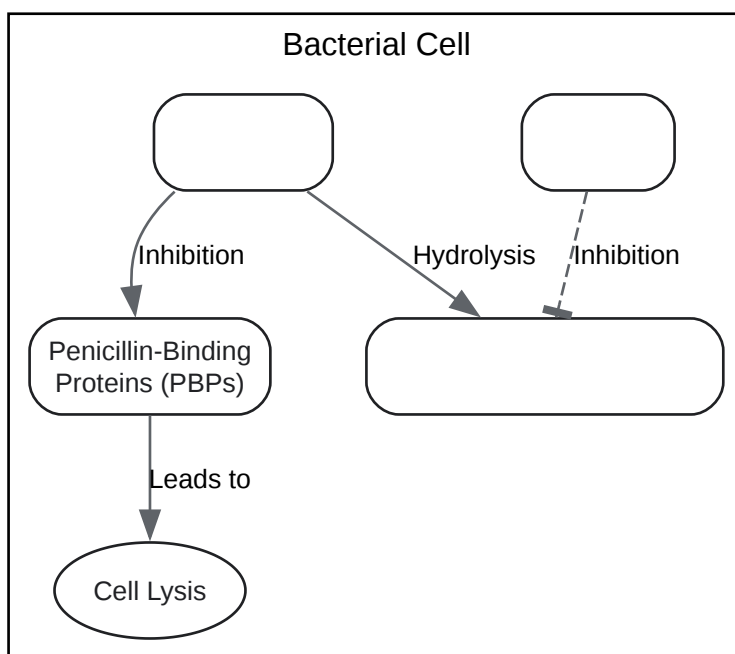 Bacterial Cell
Inhibition
Hydrolysis
Inhibition
Penicillin-Binding
Proteins (PBPs)
Leads to
Cell Lysis